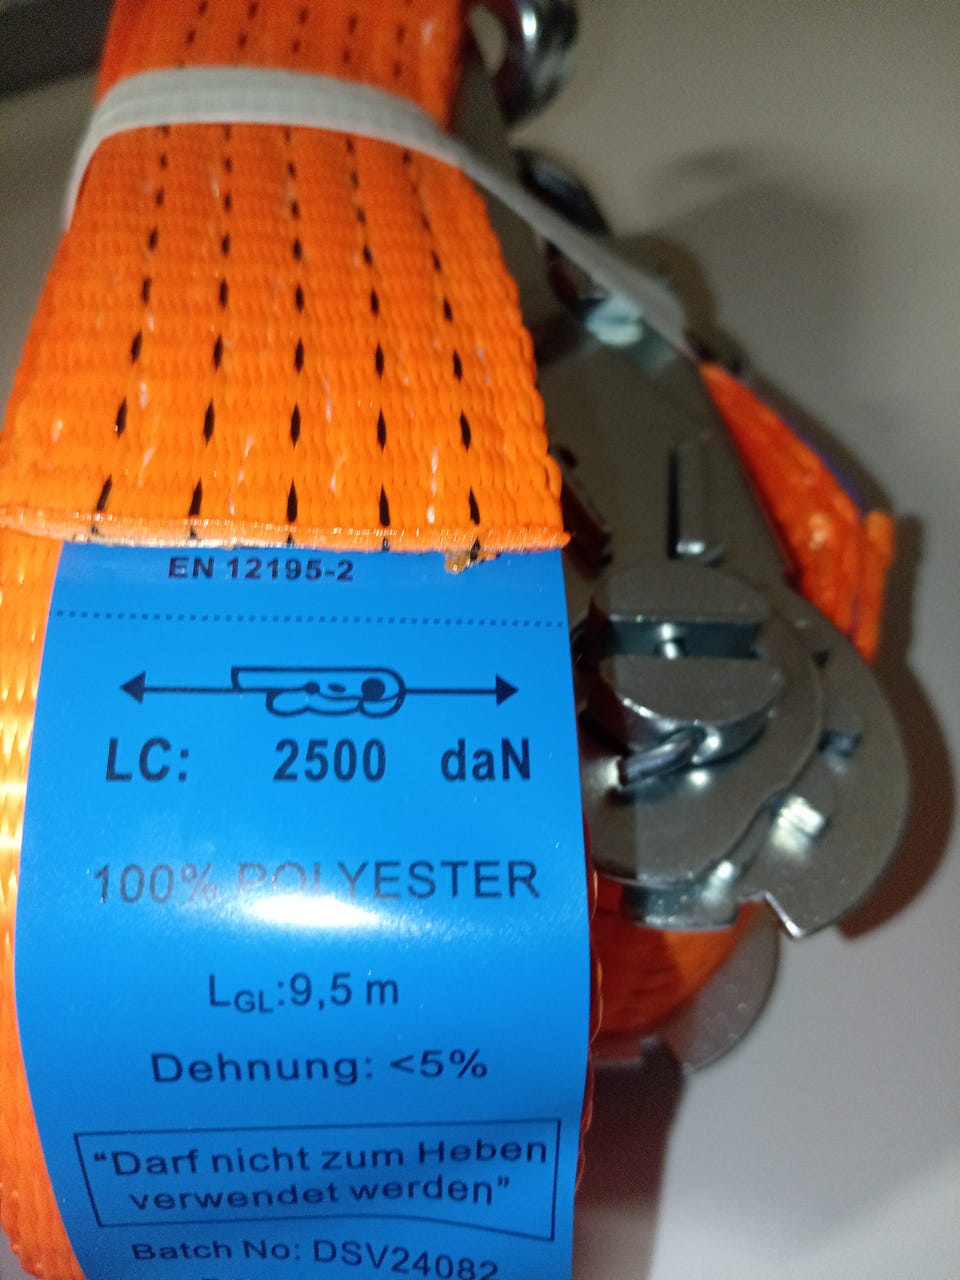 EN 12195-2
LC: 2500 daN
100% POLYESTER
LGL:9,5 m
Dehnung: <5%
"Darf nicht zum Heben
verwendet werden"
Batch No: DSV24082